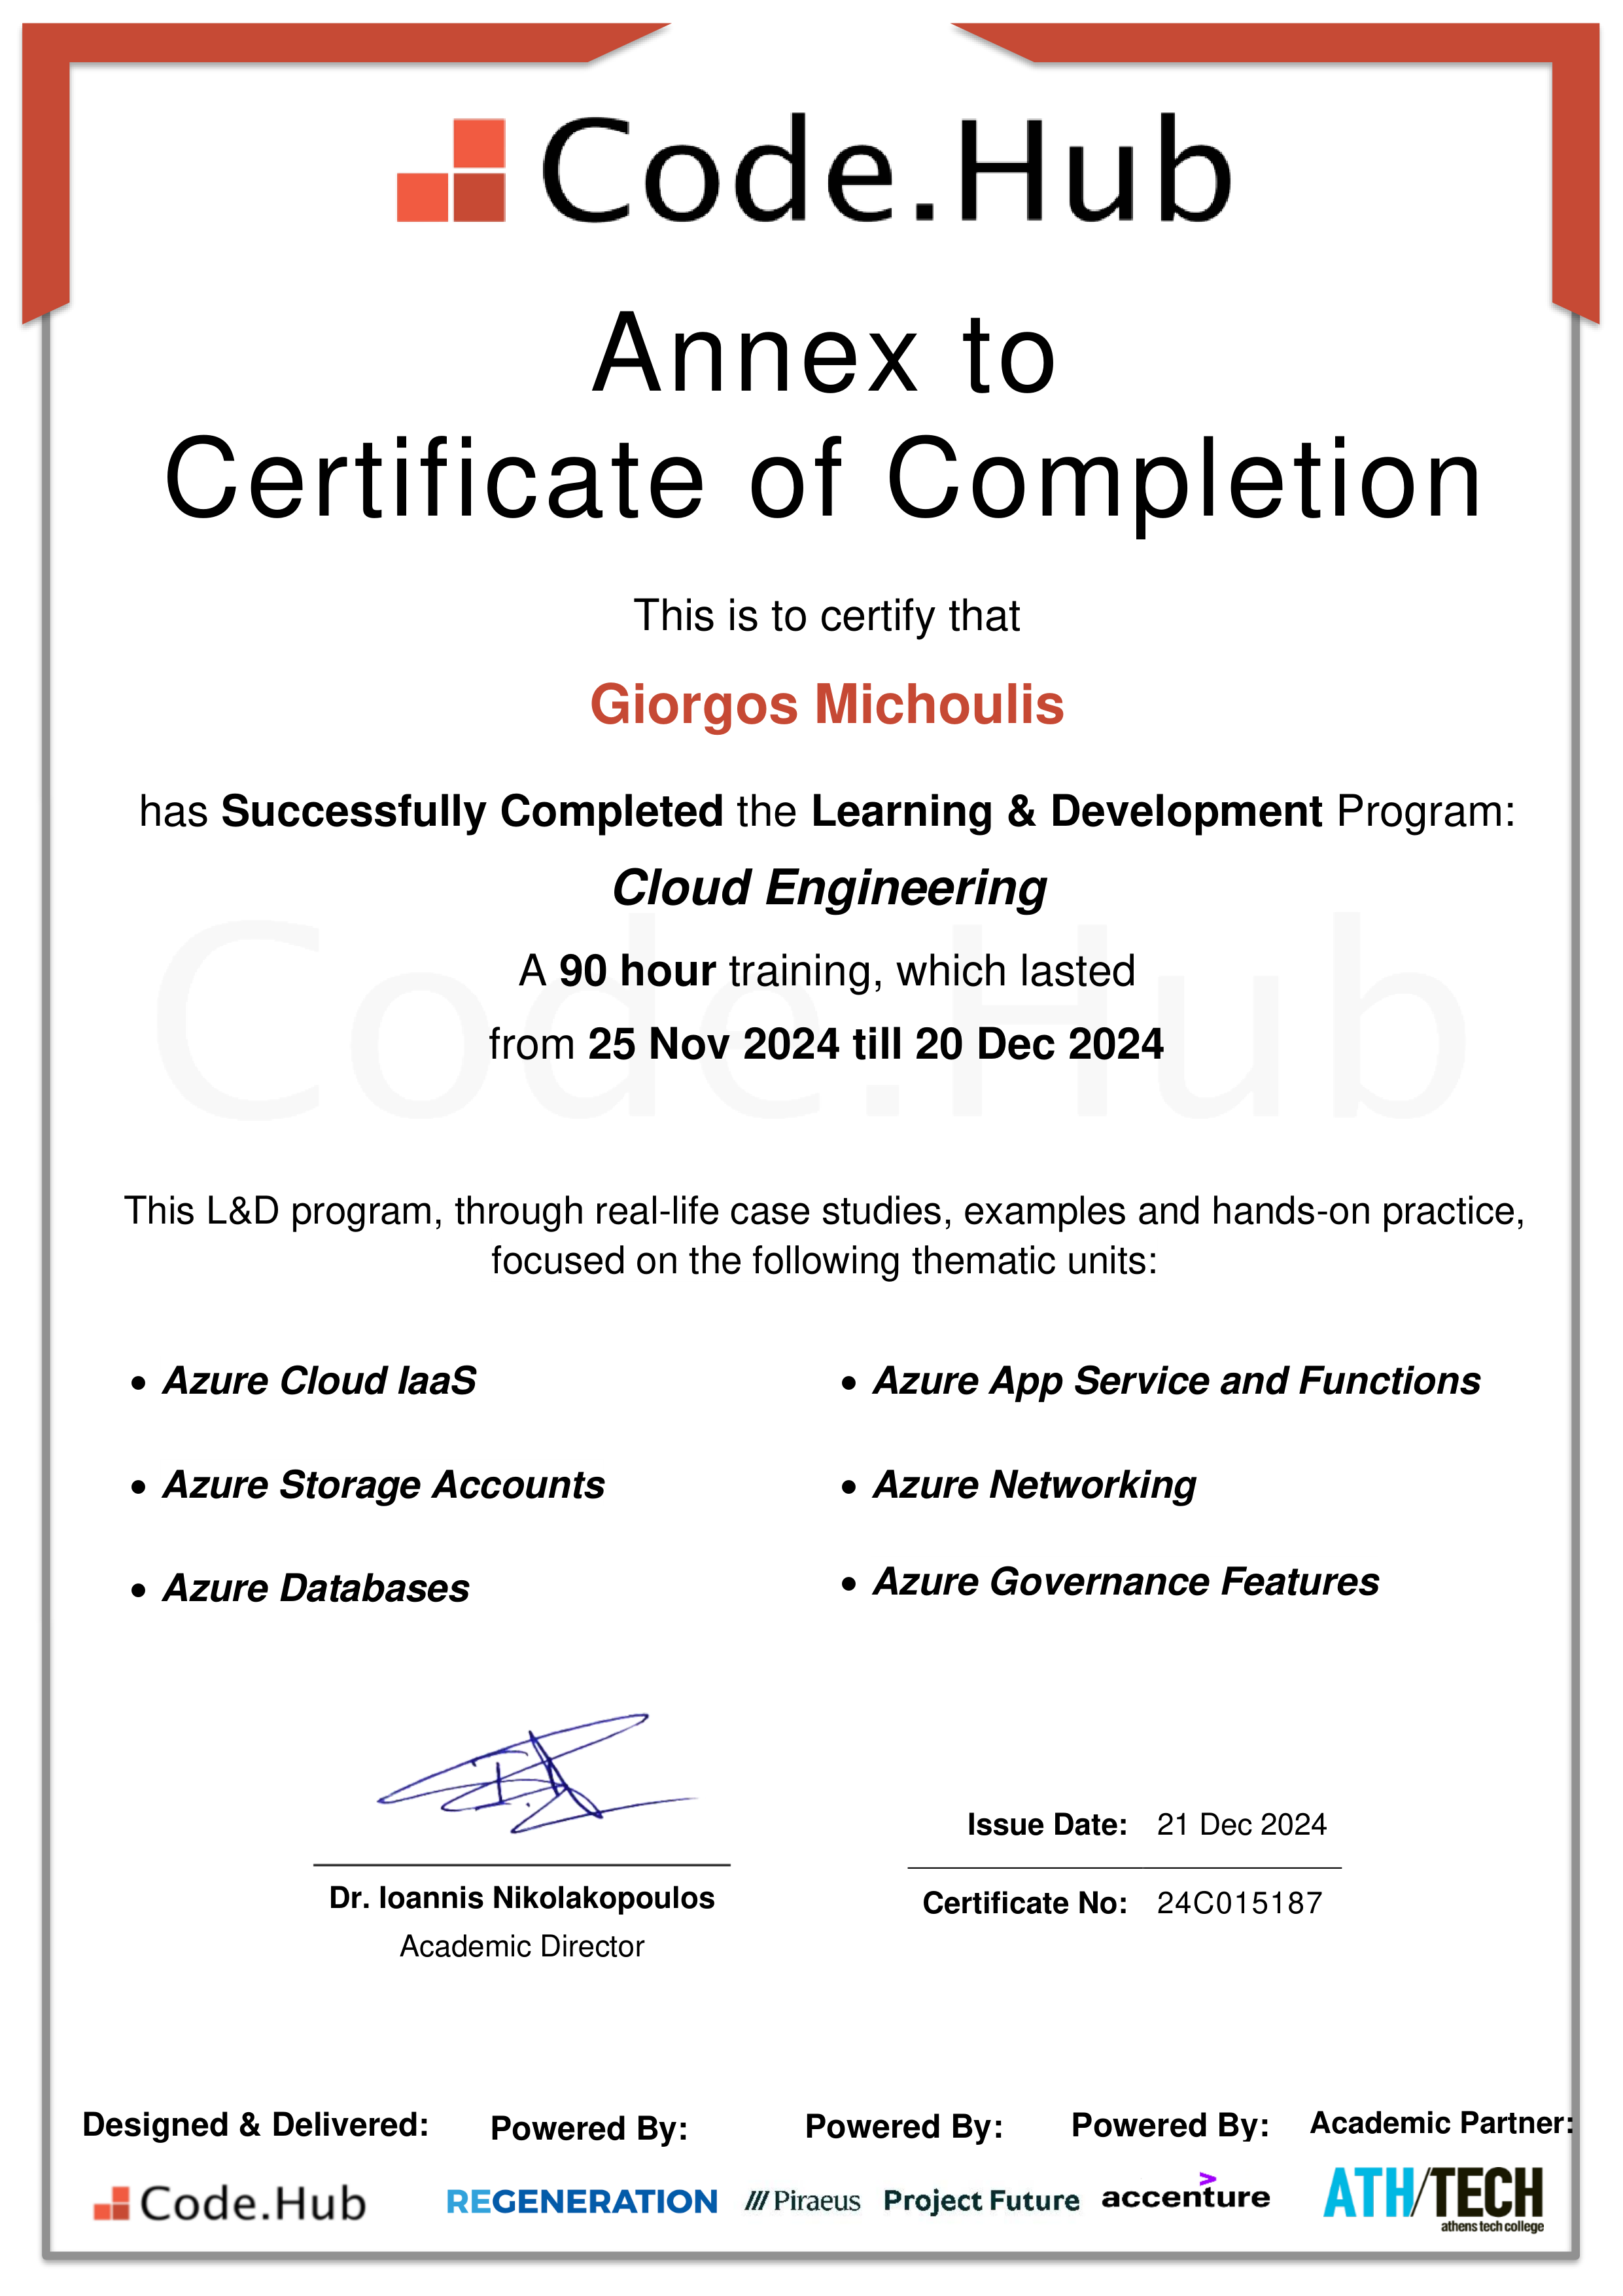 Code.Hub
Annex to
Certificate of Completion
This is to certify that
Giorgos Michoulis
has Successfully Completed the Learning & Development Program:
Cloud Engineering
A 90 hour training, which lasted
from 25 Nov 2024 till 20 Dec 2024
Code.Hub
This L&D program, through real-life case studies, examples and hands-on practice,
focused on the following thematic units:
• Azure Cloud IaaS
• Azure App Service and Functions
• Azure Storage Accounts
• Azure Networking
• Azure Databases
• Azure Governance Features
Issue Date: 21 Dec 2024
Dr. Ioannis Nikolakopoulos
Certificate No: 24C015187
Academic Director
Designed & Delivered:
Powered By:
Powered By:
Powered By:
Academic Partner:
Code.Hub
REGENERATION
Piraeus Project Future
accenture
ATH/TECH
athens tech college